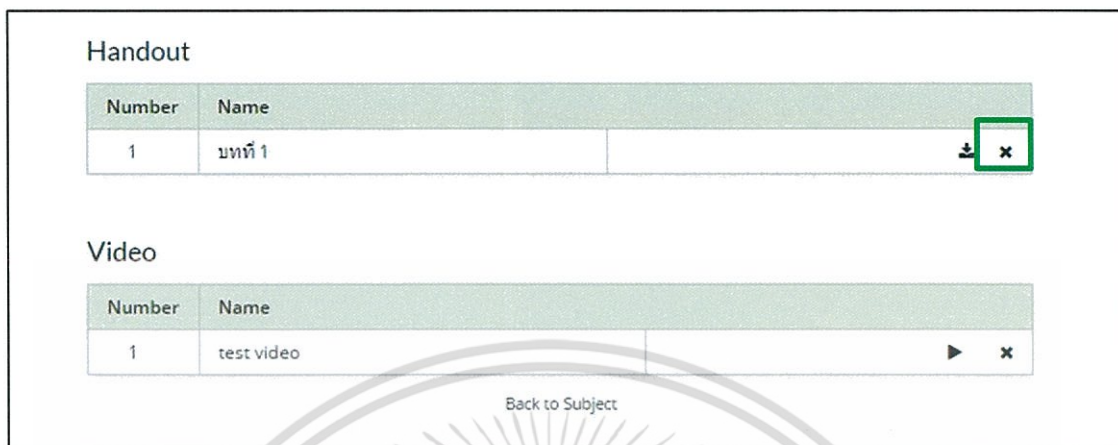 Handout
Number Name
1 บทที่ 1
Video
Number Name
1 test video
Back to Subject